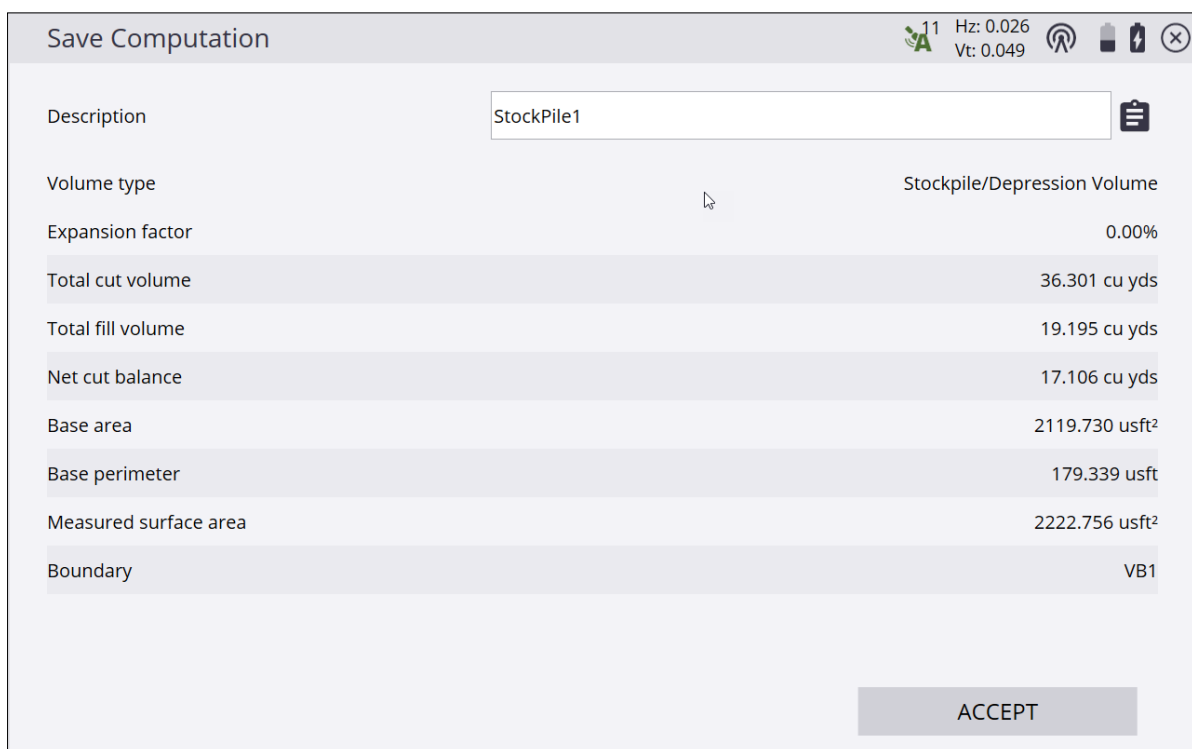 Save Computation
11
Hz: 0.026
Vt: 0.049
Description
StockPile1
Volume type Stockpile/Depression Volume
Expansion factor 0.00%
Total cut volume 36.301 cu yds
Total fill volume 19.195 cu yds
Net cut balance 17.106 cu yds
Base area 2119.730 usft²
Base perimeter 179.339 usft
Measured surface area 2222.756 usft²
Boundary VB1
ACCEPT